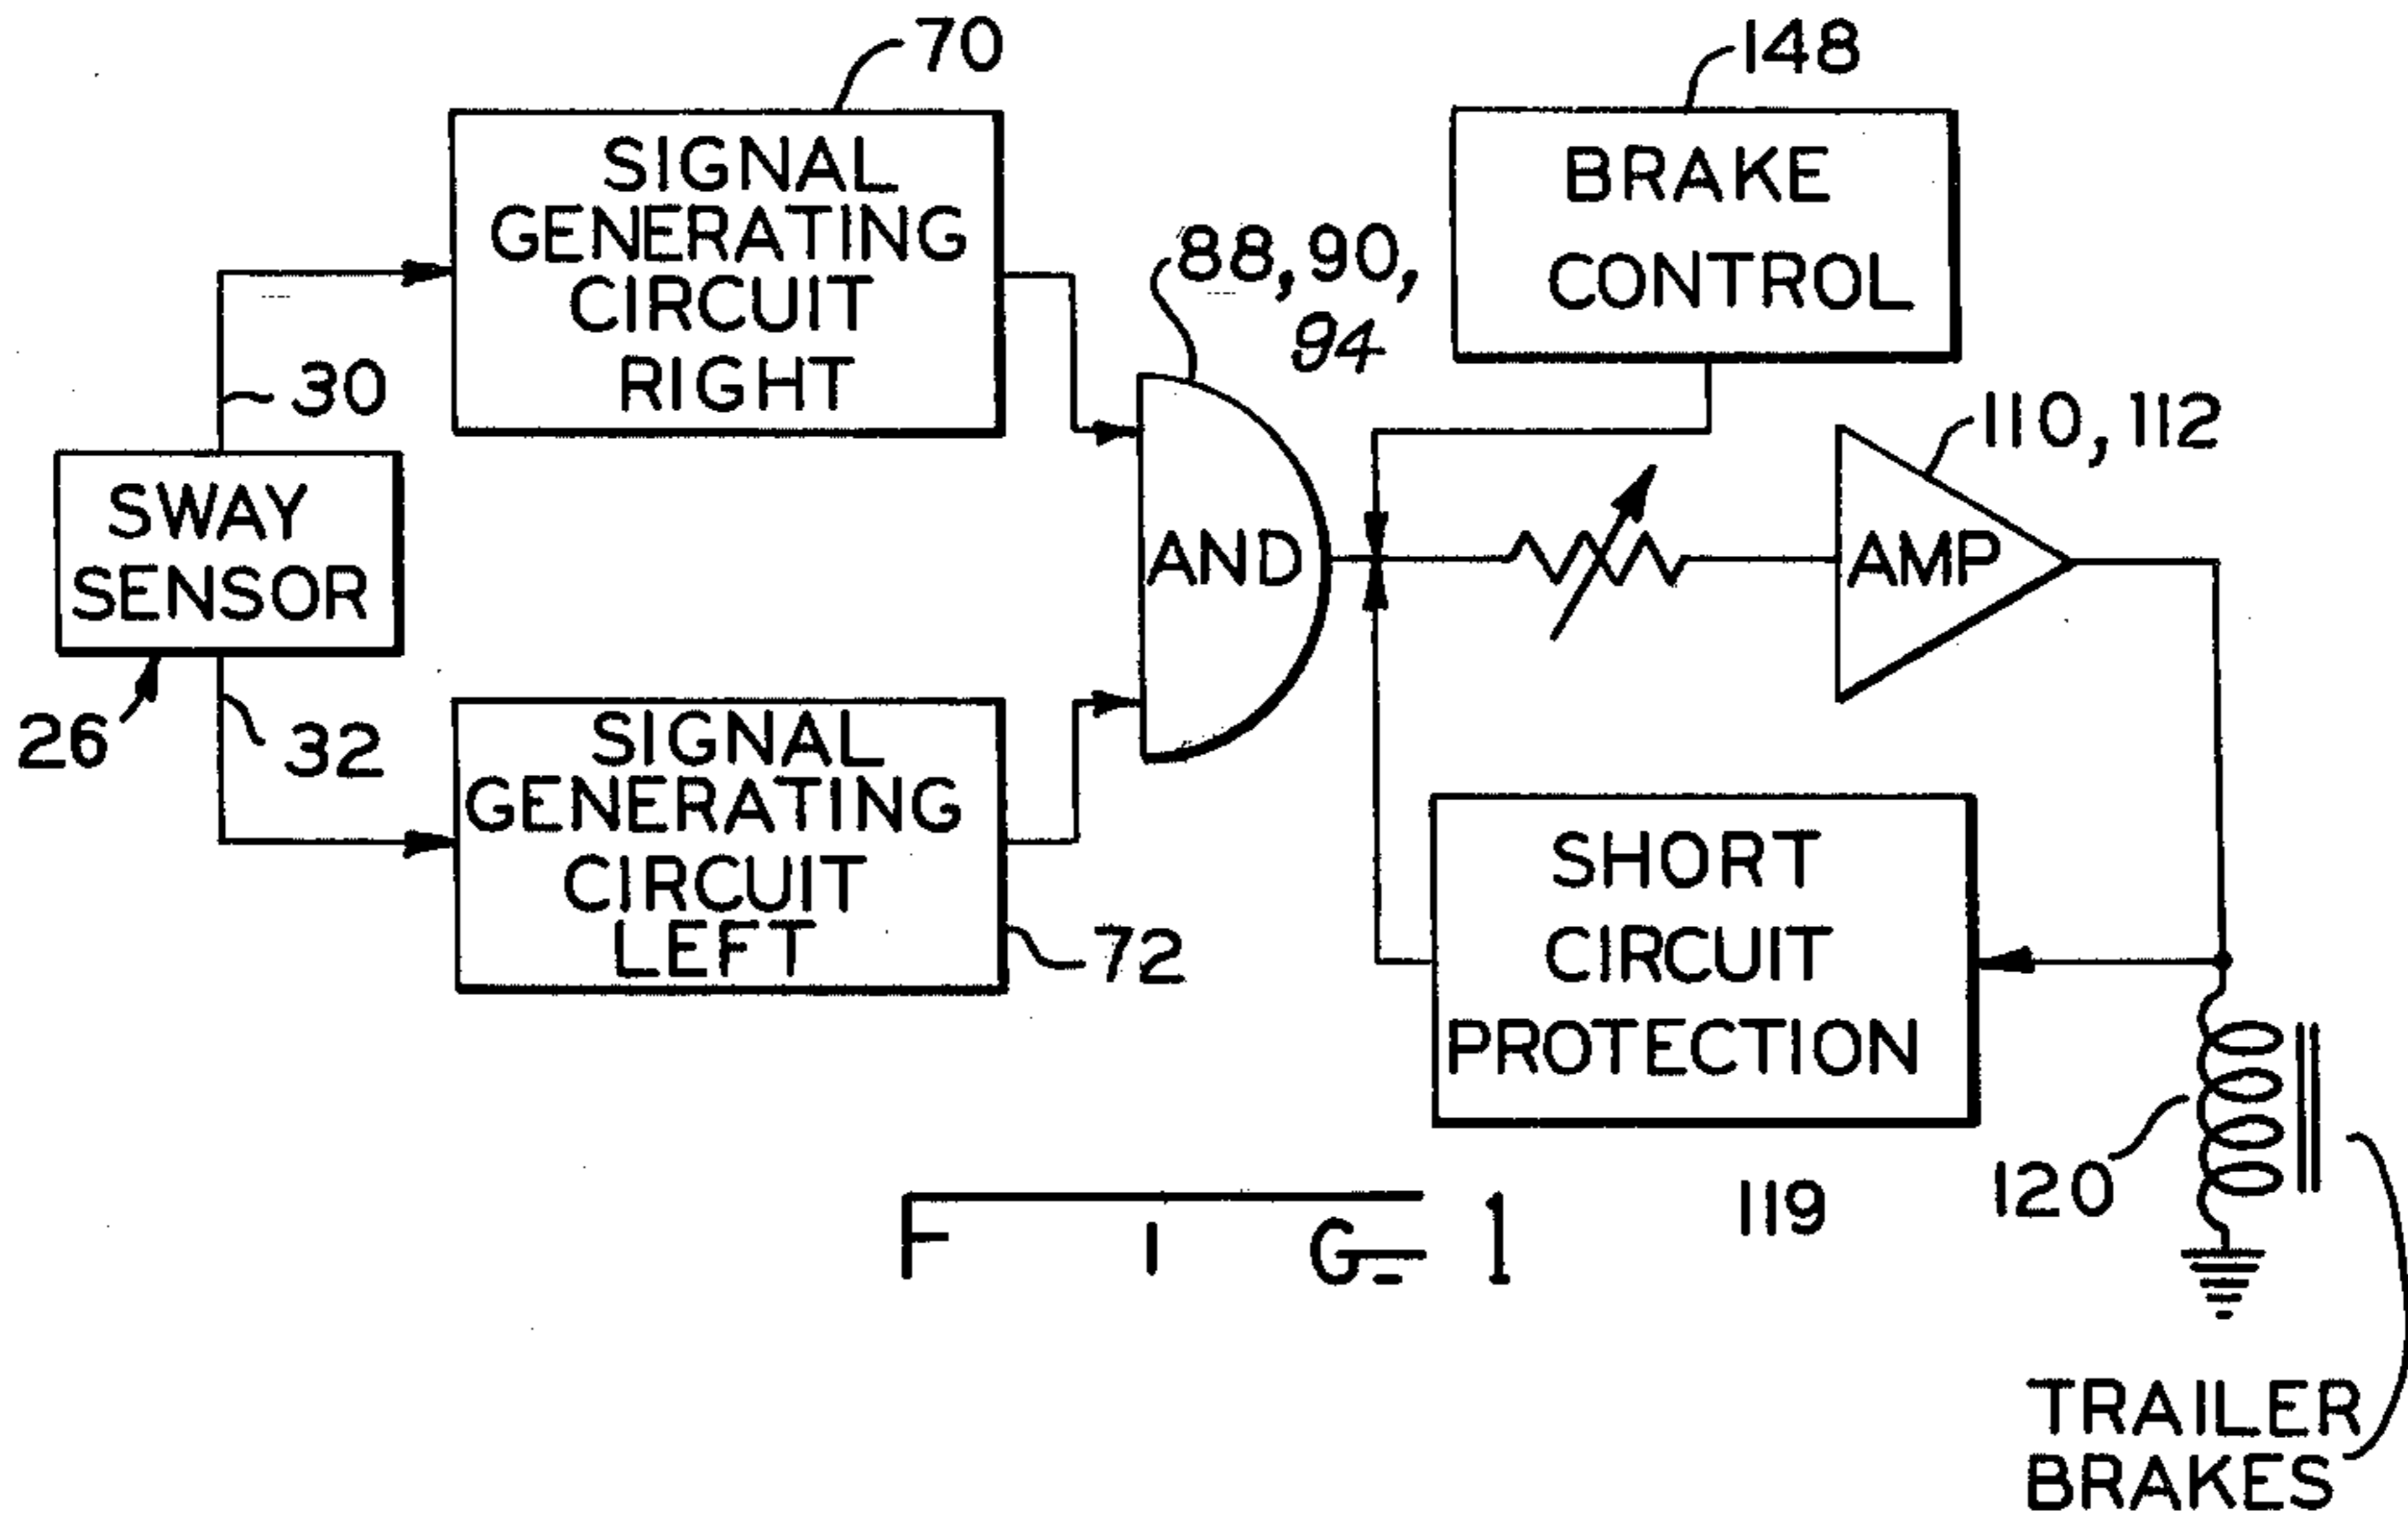 70
148
SIGNAL
GENERATING
CIRCUIT
RIGHT
BRAKE
CONTROL
88, 90,
94
30
110, 112
SWAY
SENSOR
AND
AMP
26
32
SIGNAL
GENERATING
CIRCUIT
LEFT
72
SHORT
CIRCUIT
PROTECTION
119
120
FIG_ 1
TRAILER
BRAKES